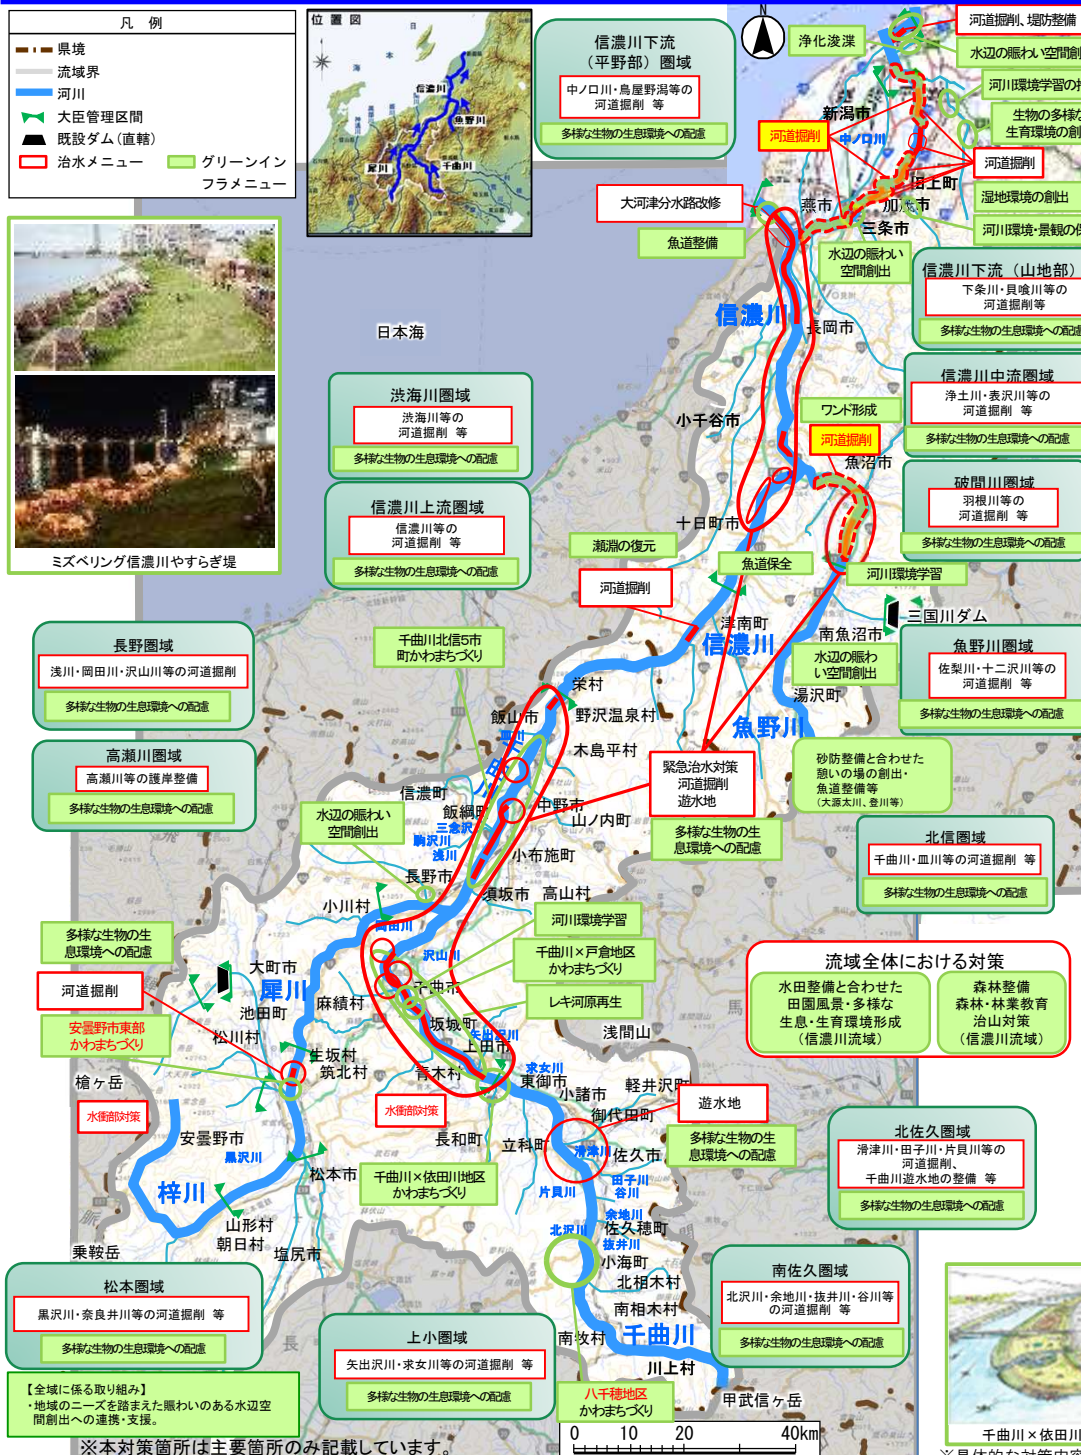 凡 例
県境
流域界
河川
大臣管理区間
既設ダム(直轄)
治水メニュー
グリーンイン
フラメニュー
位置図
日
本
海
信濃川
魚野川
犀川
千曲川
ミズベリング信濃川やすらぎ堤
信濃川下流
(平野部)圏域
中ノ口川・鳥屋野潟等の
河道掘削 等
多様な生物の生息環境への配慮
N
浄化浚渫
河道掘削、堤防整備
水辺の賑わい空間創
河川環境学習の
生物の多様な
生育環境の創
新潟市
中ノ口川
河道掘削
河道掘削
田上町
湿地環境の創出
加茂市
燕市
三条市
河川環境・景観の保
大河津分水路改修
魚道整備
水辺の賑わい
空間創出
信濃川下流(山地部)
下条川・貝喰川等の
河道掘削等
多様な生物の生息環境への配慮
信濃川
長岡市
日本海
信濃川中流圏域
浄土川・表沢川等の
河道掘削 等
多様な生物の生息環境への配慮
渋海川圏域
渋海川等の
河道掘削 等
多様な生物の生息環境への配慮
小千谷市
ワンド形成
河道掘削
魚沼市
破間川圏域
羽根川等の
河道掘削 等
多様な生物の生息環境への配慮
信濃川上流圏域
信濃川等の
河道掘削 等
多様な生物の生息環境への配慮
十日町市
瀬淵の復元
魚道保全
河川環境学習
河道掘削
三国川ダム
津南町
信濃川
南魚沼市
水辺の賑わ
い空間創出
湯沢町
魚野川
魚野川圏域
佐梨川・十二沢川等の
河道掘削 等
多様な生物の生息環境への配慮
千曲川北信5市
町かわまちづくり
長野圏域
浅川・岡田川・沢山川等の河道掘削
多様な生物の生息環境への配慮
栄村
飯山市
野沢温泉村
木島平村
高瀬川圏域
高瀬川等の護岸整備
多様な生物の生息環境への配慮
緊急治水対策
河道掘削
遊水地
多様な生物の生
息環境への配慮
砂防整備と合わせた
憩いの場の創出・
魚道整備等
(大源太川、登川等)
信濃町
飯綱町
中野市
山ノ内町
水辺の賑わい
空間創出
三念沢
駒沢川
浅川
小布施町
北信圏域
千曲川・皿川等の河道掘削 等
多様な生物の生息環境への配慮
長野市
須坂市
高山村
小川村
岡田川
河川環境学習
沢山川
多様な生物の生
息環境への配慮
千曲川×戸倉地区
かわまちづくり
大町市
犀川
河道掘削
麻績村
千曲市
レキ河原再生
池田町
坂城町
浅間山
流域全体における対策
水田整備と合わせた
田園風景・多様な
生息・生育環境形成
(信濃川流域)
森林整備
森林・林業教育
治山対策
(信濃川流域)
安曇野市東部
かわまちづくり
松川村
生坂村
筑北村
矢出沢川
上田市
青木村
求女川
東御市
槍ヶ岳
水衝部対策
水衝部対策
小諸市
軽井沢町
御代田町
遊水地
多様な生物の生
息環境への配慮
安曇野市
黒沢川
長和町
立科町
滑津川
佐久市
北佐久圏域
滑津川・田子川・片貝川等の
河道掘削、
千曲川遊水地の整備 等
多様な生物の生息環境への配慮
梓川
松本市
千曲川×依田川地区
かわまちづくり
片貝川
田子川
谷川
余地川
山形村
朝日村
北沢川
佐久穂町
抜井川
乗鞍岳
塩尻市
小海町
北相木村
松本圏域
黒沢川・奈良井川等の河道掘削 等
多様な生物の生息環境への配慮
南佐久圏域
北沢川・余地川・抜井川・谷川等
の河道掘削 等
多様な生物の生息環境への配慮
南相木村
南牧村
千曲川
川上村
上小圏域
矢出沢川・求女川等の河道掘削 等
多様な生物の生息環境への配慮
八千穂地区
かわまちづくり
甲武信ヶ岳
【全域に係る取り組み】
・地域のニーズを踏まえた賑わいのある水辺空
間創出への連携・支援。
千曲川×依田川
0 10 20 40km
※本対策箇所は主要箇所のみ記載しています。
※具体的な対策内容